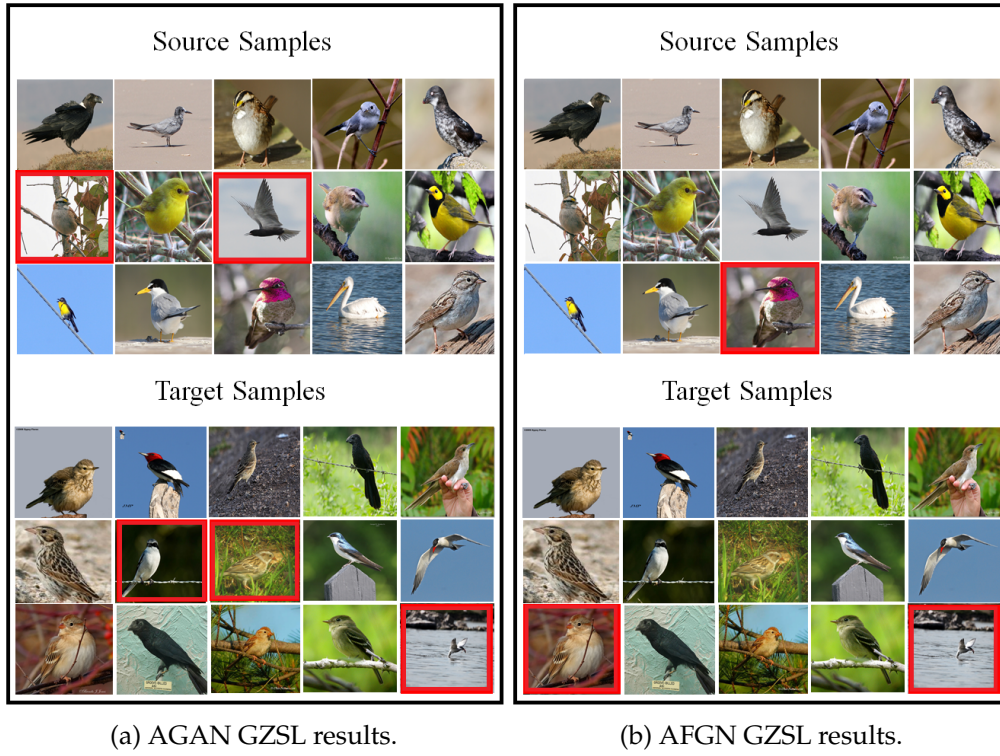 Source Samples
Target Samples
(a) AGAN GZSL results.
Source Samples
Target Samples
(b) AFGN GZSL results.